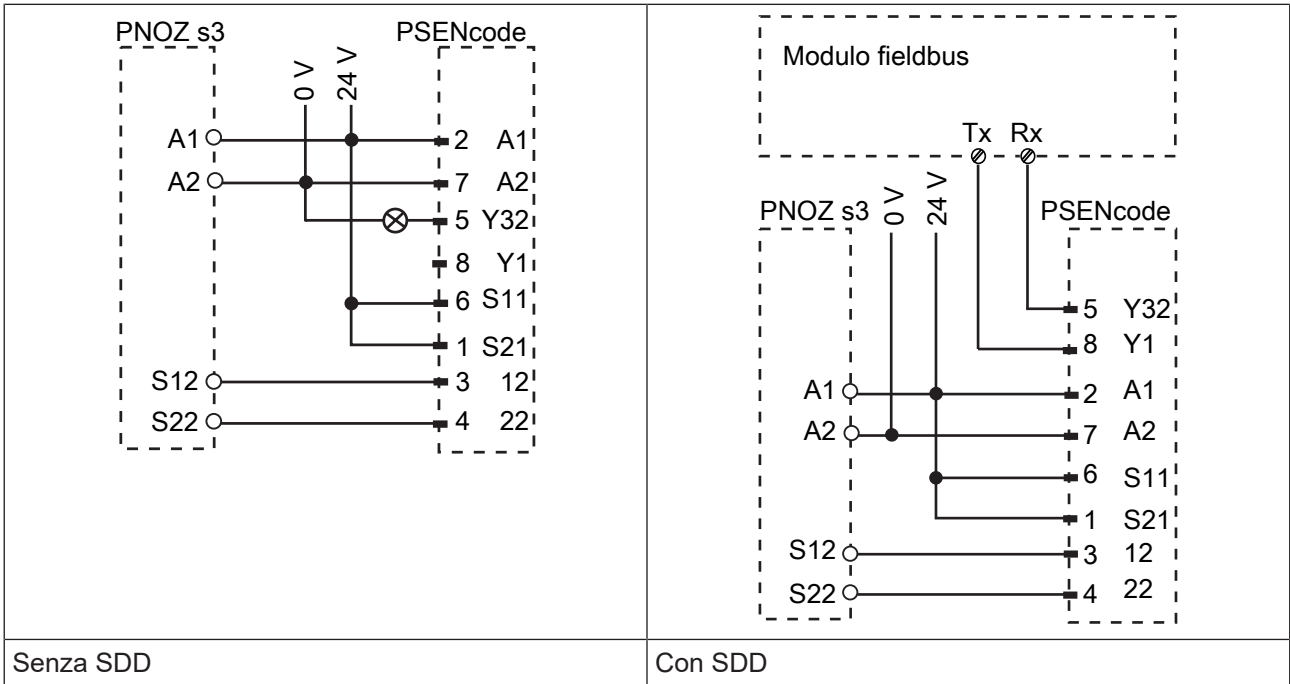 PNOZ s3 PSENcode
0 V 24 V
A1 2 A1
A2 7 A2
5 Y32
8 Y1
6 S11
1 S21
S12 3 12
S22 4 22
Senza SDD
Modulo fieldbus
Tx Rx
PNOZ s3 0 V 24 V PSENcode
5 Y32
8 Y1
A1 2 A1
A2 7 A2
6 S11
1 S21
S12 3 12
S22 4 22
Con SDD